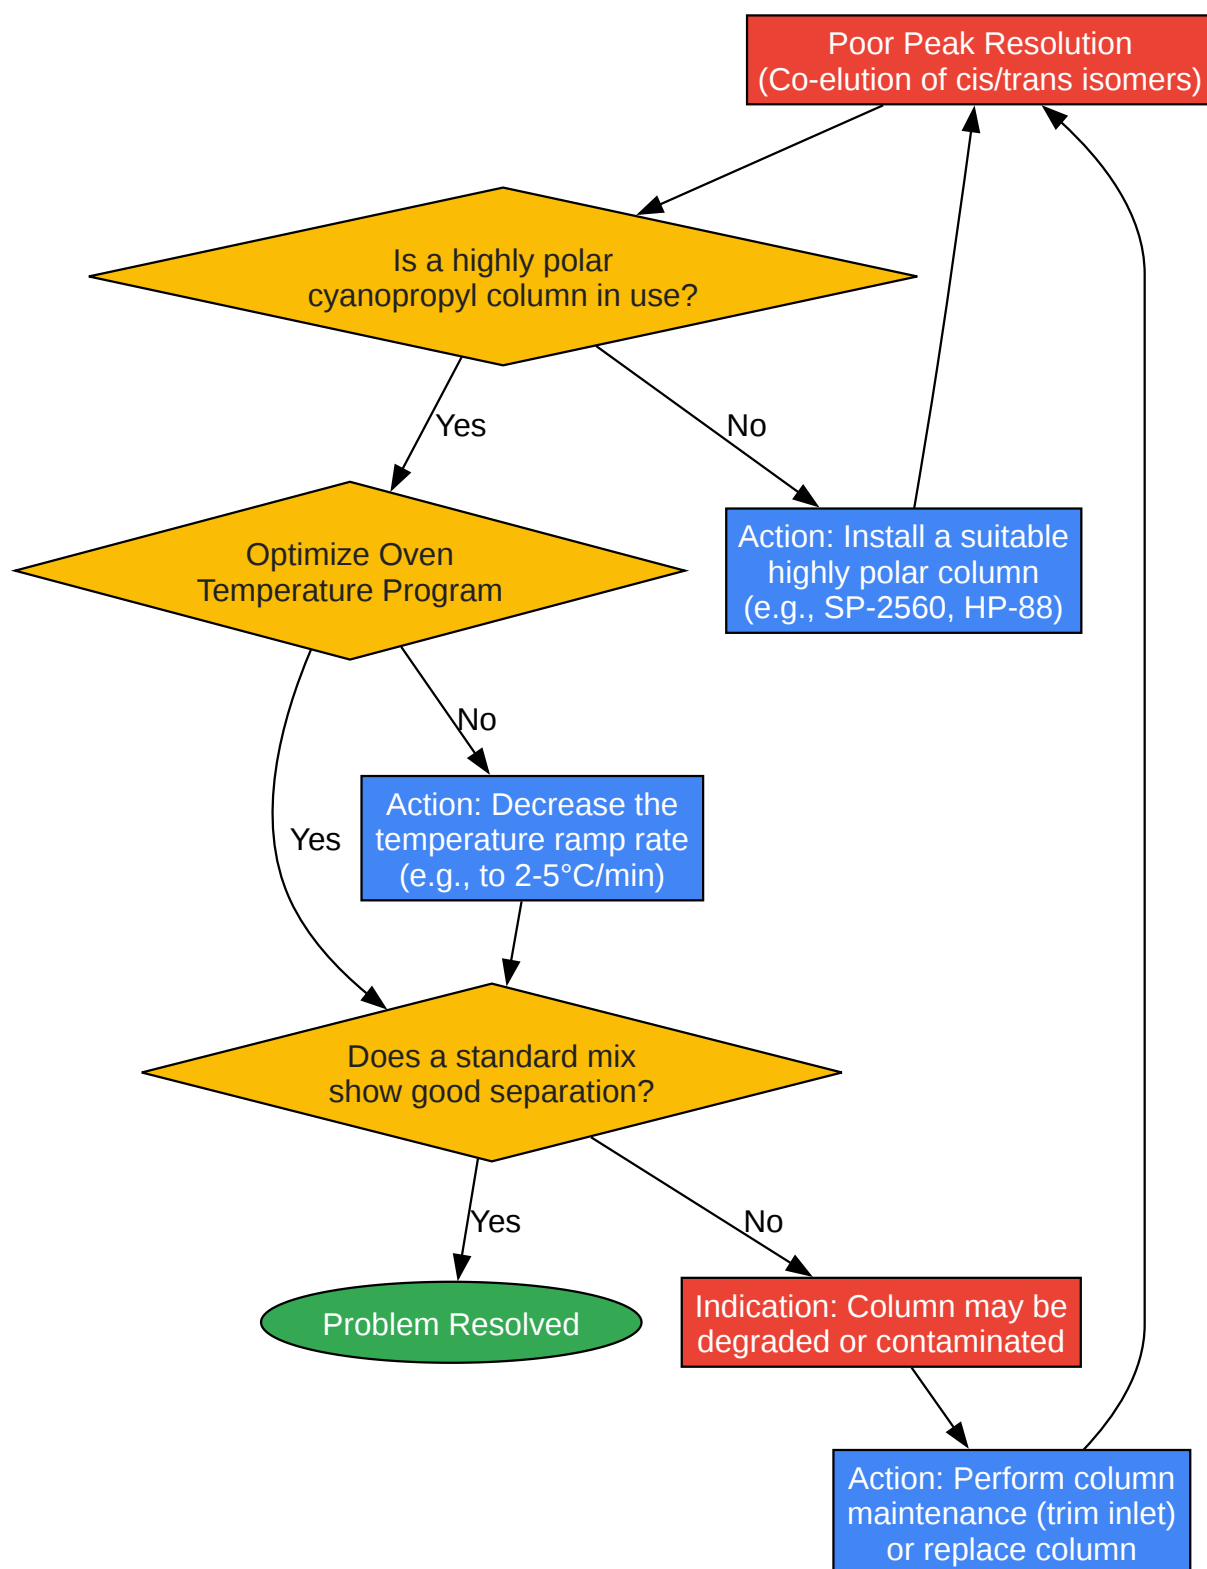 Poor Peak Resolution
(Co-elution of cis/trans isomers)
Is a highly polar
cyanopropyl column in use?
Yes
No
Optimize Oven
Temperature Program
Action: Install a suitable
highly polar column
(e.g., SP-2560, HP-88)
No
Yes
Action: Decrease the
temperature ramp rate
(e.g., to 2-5°C/min)
Does a standard mix
show good separation?
Yes
No
Problem Resolved
Indication: Column may be
degraded or contaminated
Action: Perform column
maintenance (trim inlet)
or replace column